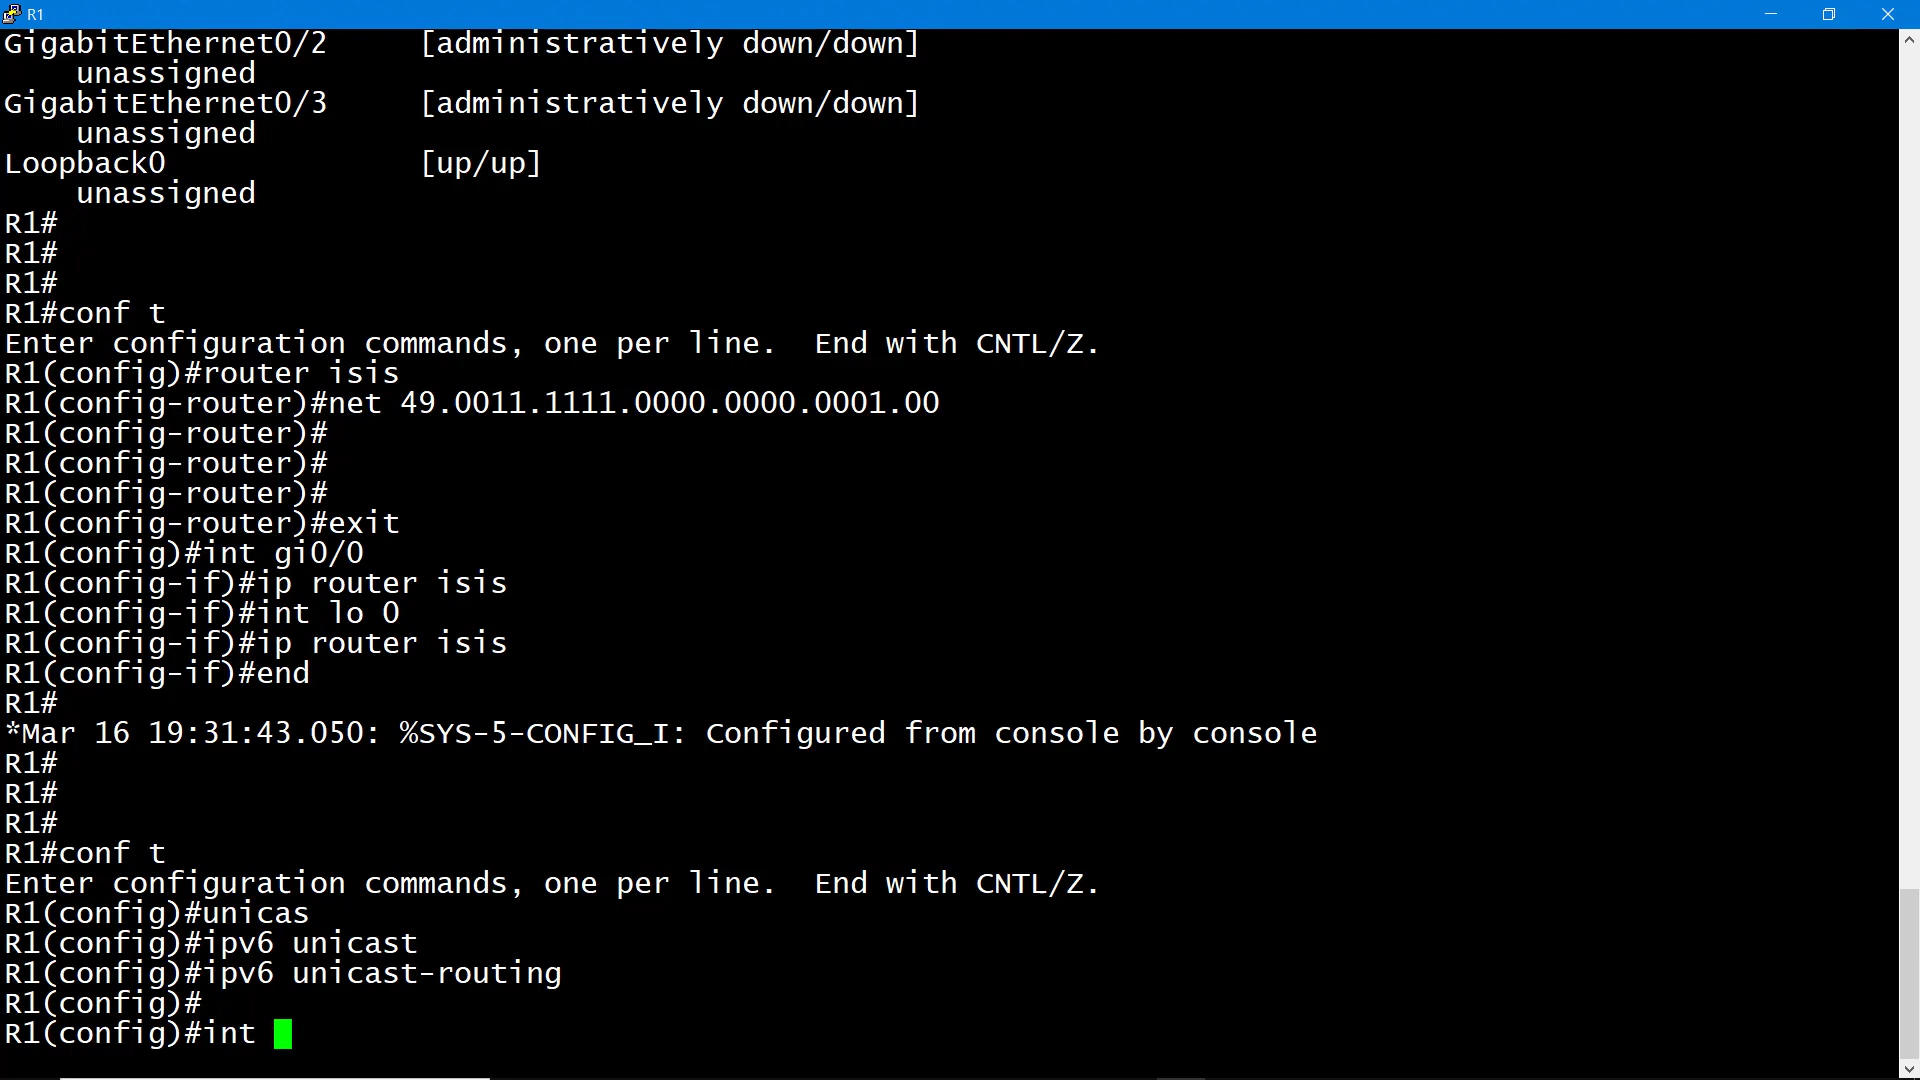 R1
GigabitEthernet0/2     [administratively down/down]
    unassigned
GigabitEthernet0/3     [administratively down/down]
    unassigned
Loopback0              [up/up]
    unassigned
R1#
R1#
R1#
R1#conf t
Enter configuration commands, one per line.  End with CNTL/Z.
R1(config)#router isis
R1(config-router)#net 49.0011.1111.0000.0000.0001.00
R1(config-router)#
R1(config-router)#
R1(config-router)#
R1(config-router)#exit
R1(config)#int gi0/0
R1(config-if)#ip router isis
R1(config-if)#int lo 0
R1(config-if)#ip router isis
R1(config-if)#end
R1#
*Mar 16 19:31:43.050: %SYS-5-CONFIG_I: Configured from console by console
R1#
R1#
R1#
R1#conf t
Enter configuration commands, one per line.  End with CNTL/Z.
R1(config)#unicas
R1(config)#ipv6 unicast
R1(config)#ipv6 unicast-routing
R1(config)#
R1(config)#int